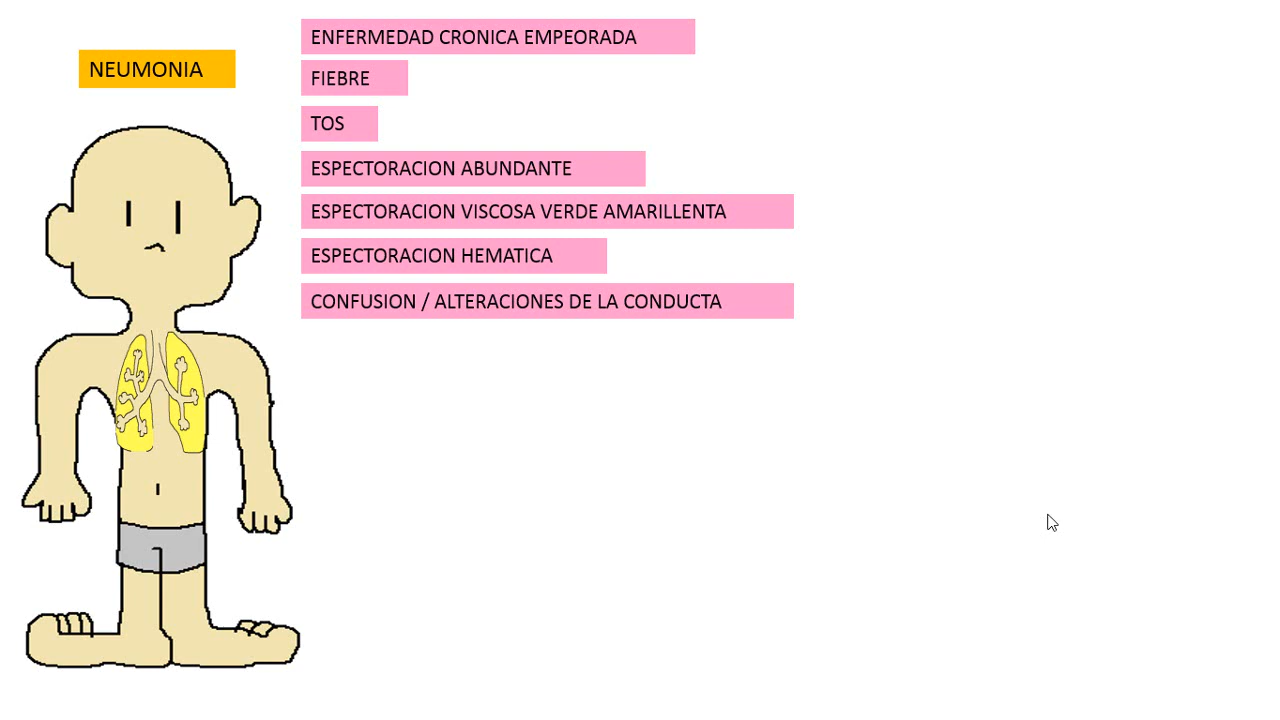 NEUMONIA
ENFERMEDAD CRONICA EMPEORADA
FIEBRE
TOS
ESPECTORACION ABUNDANTE
ESPECTORACION VISCOSA VERDE AMARILLENTA
ESPECTORACION HEMATICA
CONFUSION / ALTERACIONES DE LA CONDUCTA